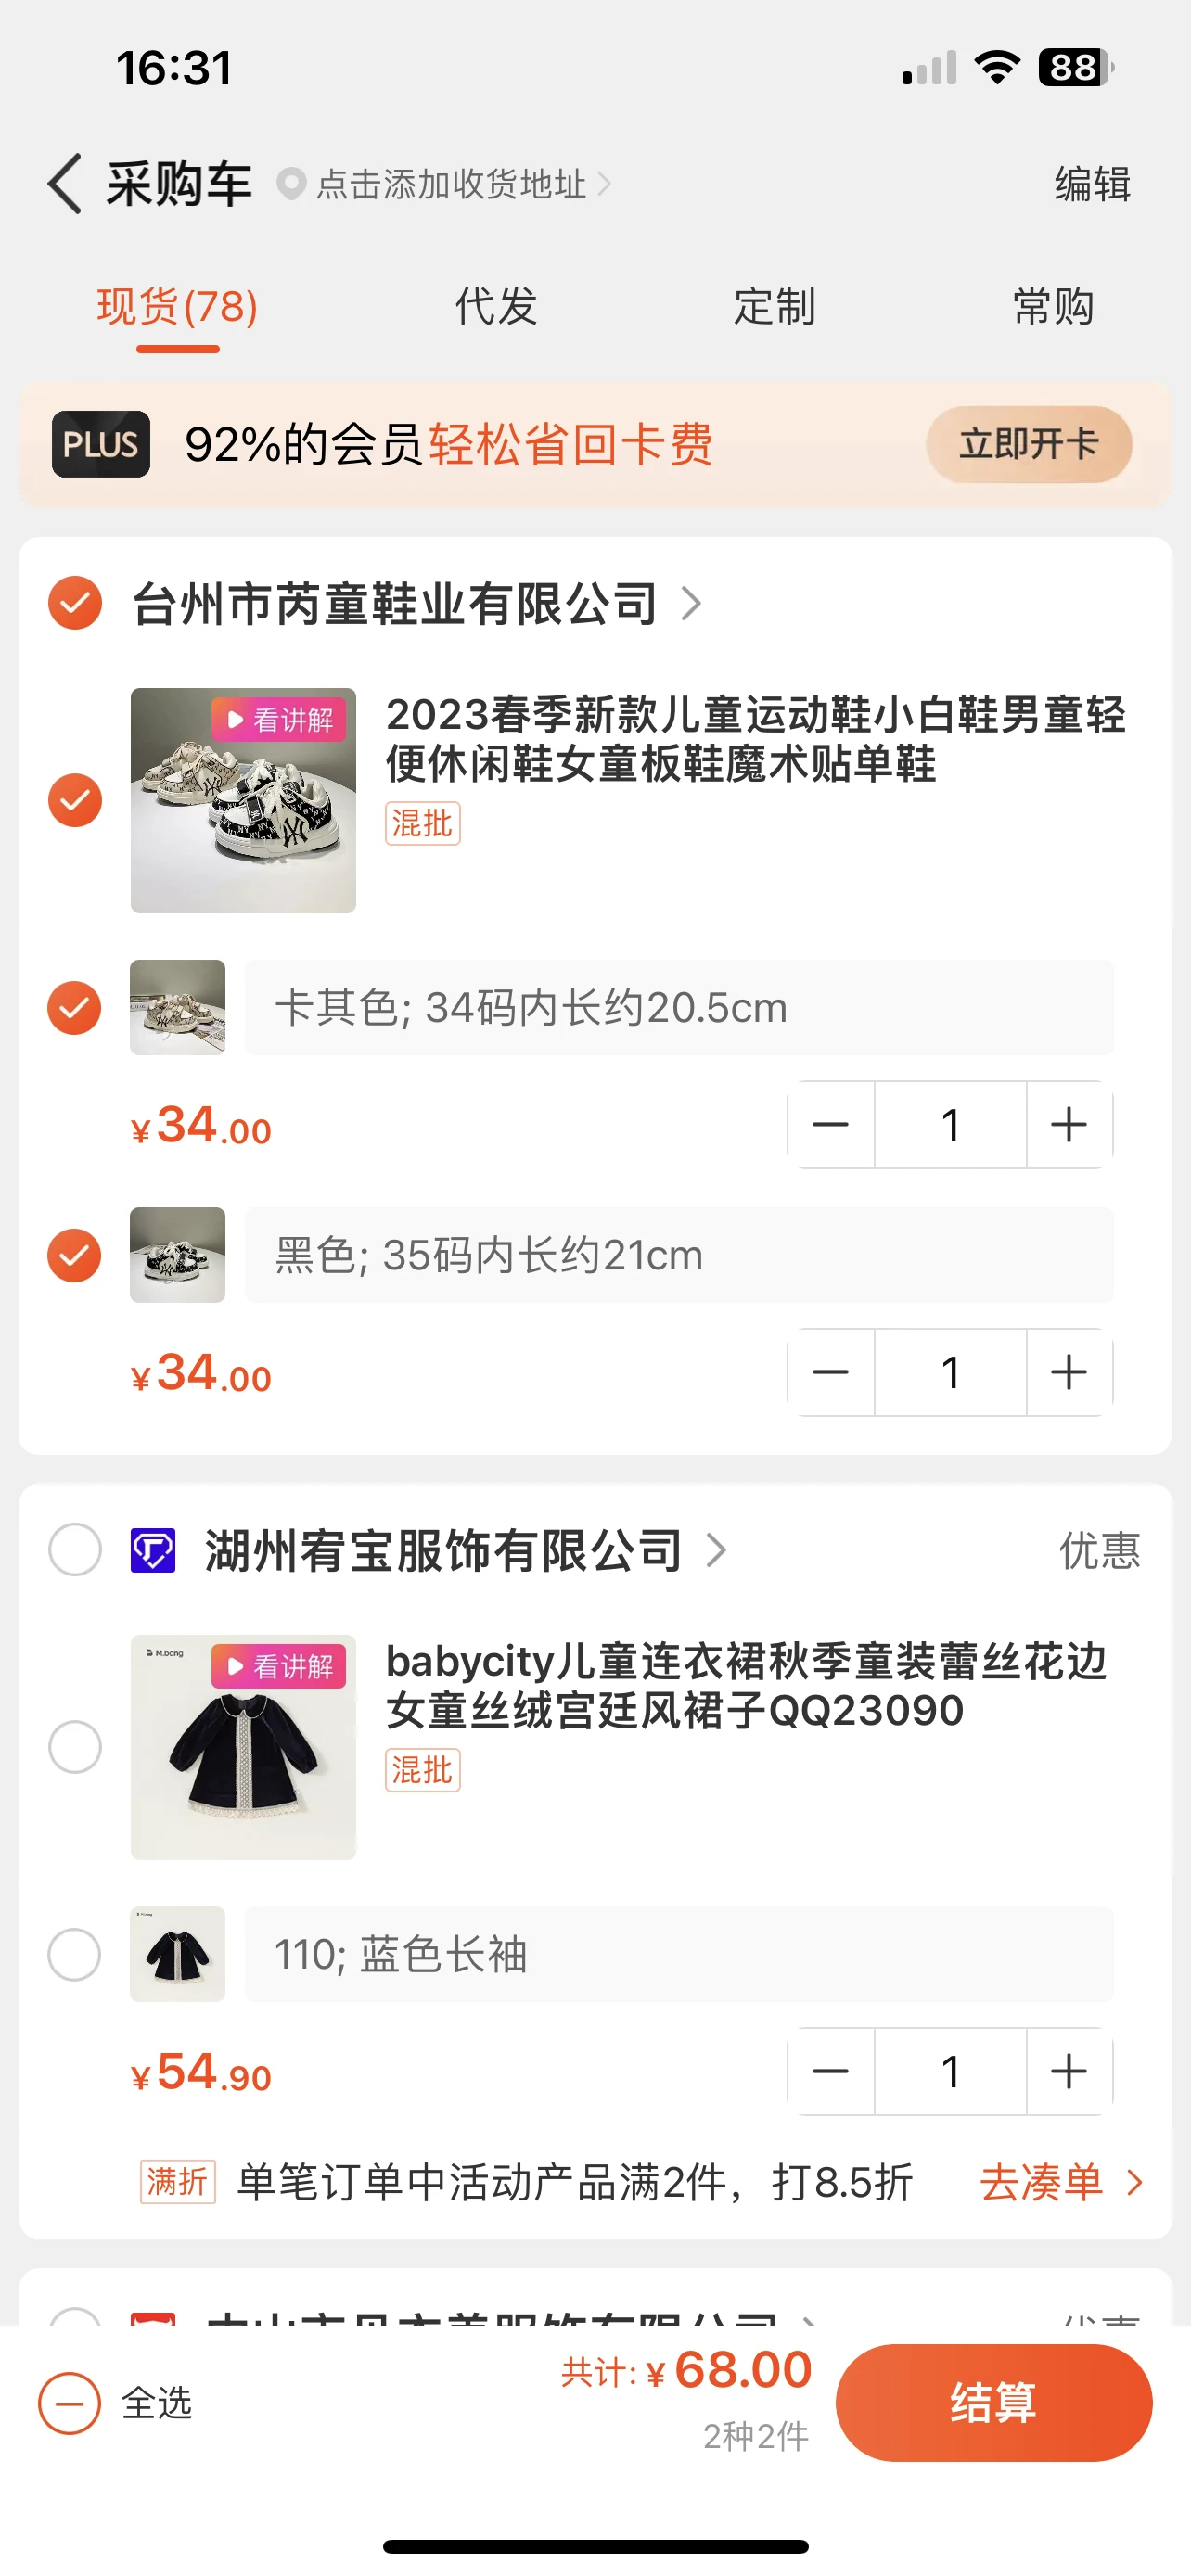 16:31
88
采购车 点击添加收货地址
编辑
现货(78)
代发
定制
常购
PLUS 92%的会员轻松省回卡费
立即开卡
台州市芮童鞋业有限公司
看讲解
2023春季新款儿童运动鞋小白鞋男童轻
便休闲鞋女童板鞋魔术贴单鞋
混批
卡其色; 34码内长约20.5cm
¥34.00
1
黑色; 35码内长约21cm
¥34.00
1
湖州宥宝服饰有限公司
优惠
M.bang
看讲解
babycity儿童连衣裙秋季童装蕾丝花边
女童丝绒宫廷风裙子QQ23090
混批
110; 蓝色长袖
¥54.90
1
满折 单笔订单中活动产品满2件，打8.5折 去凑单
优惠
全选
共计: ¥68.00
2种2件
结算